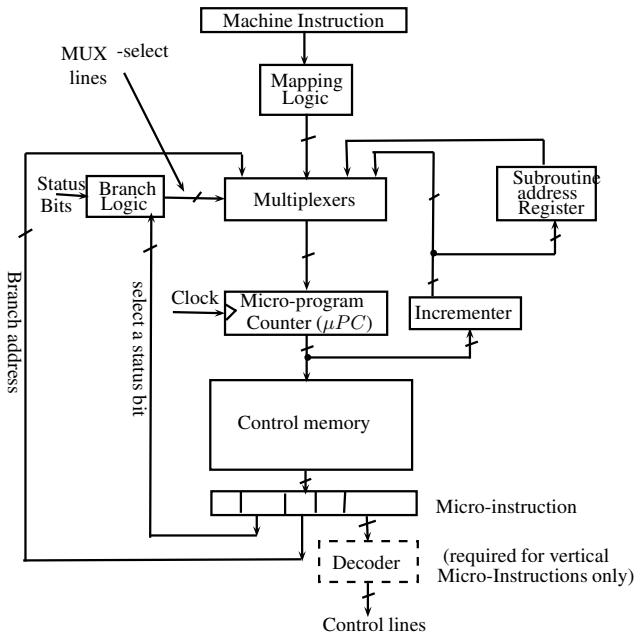 Machine Instruction
MUX -select
lines
Mapping
Logic
Status
Bits
Branch
Logic
Multiplexers
Subroutine
address
Register
Branch address
select a status bit
Clock
Micro-program
Counter (μPC)
Incrementer
Control memory
Micro-instruction
Decoder
(required for vertical
Micro-Instructions only)
Control lines